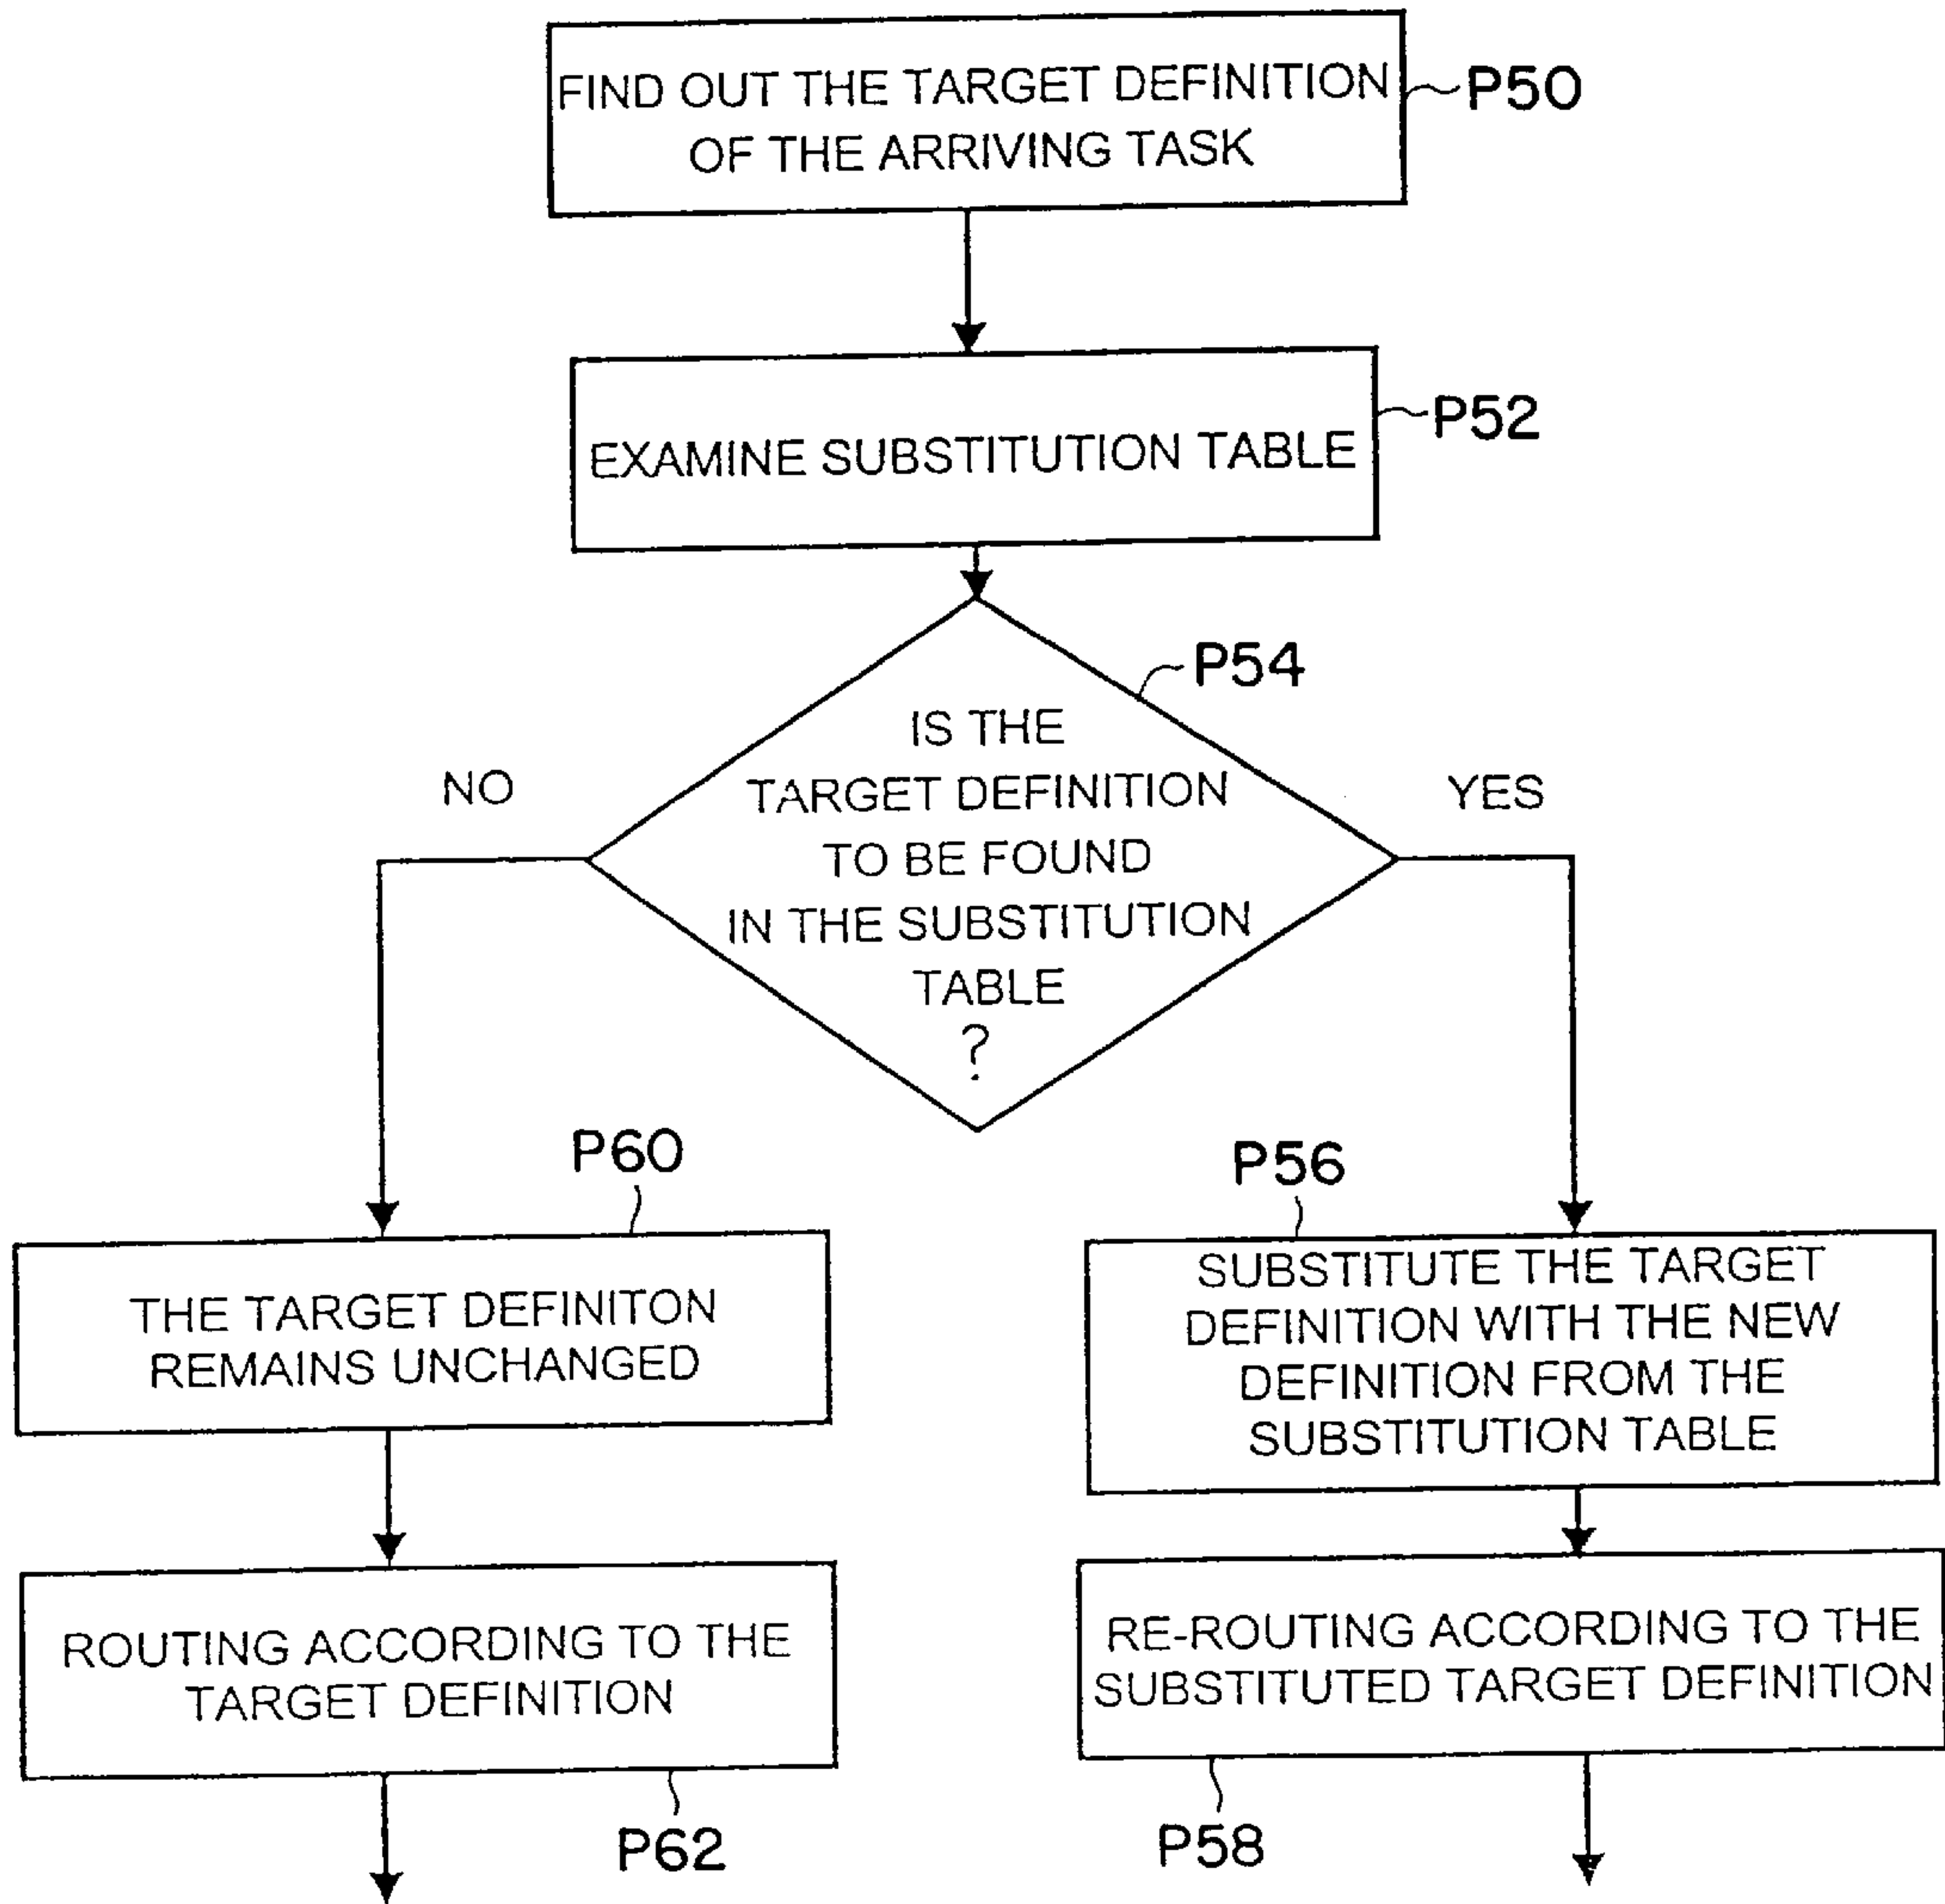 FIND OUT THE TARGET DEFINITION
OF THE ARRIVING TASK
P50
EXAMINE SUBSTITUTION TABLE
P52
P54
IS THE
TARGET DEFINITION
TO BE FOUND
IN THE SUBSTITUTION
TABLE
?
NO
YES
P60
THE TARGET DEFINITON
REMAINS UNCHANGED
P56
SUBSTITUTE THE TARGET
DEFINITION WITH THE NEW
DEFINITION FROM THE
SUBSTITUTION TABLE
ROUTING ACCORDING TO THE
TARGET DEFINITION
P62
RE-ROUTING ACCORDING TO THE
SUBSTITUTED TARGET DEFINITION
P58